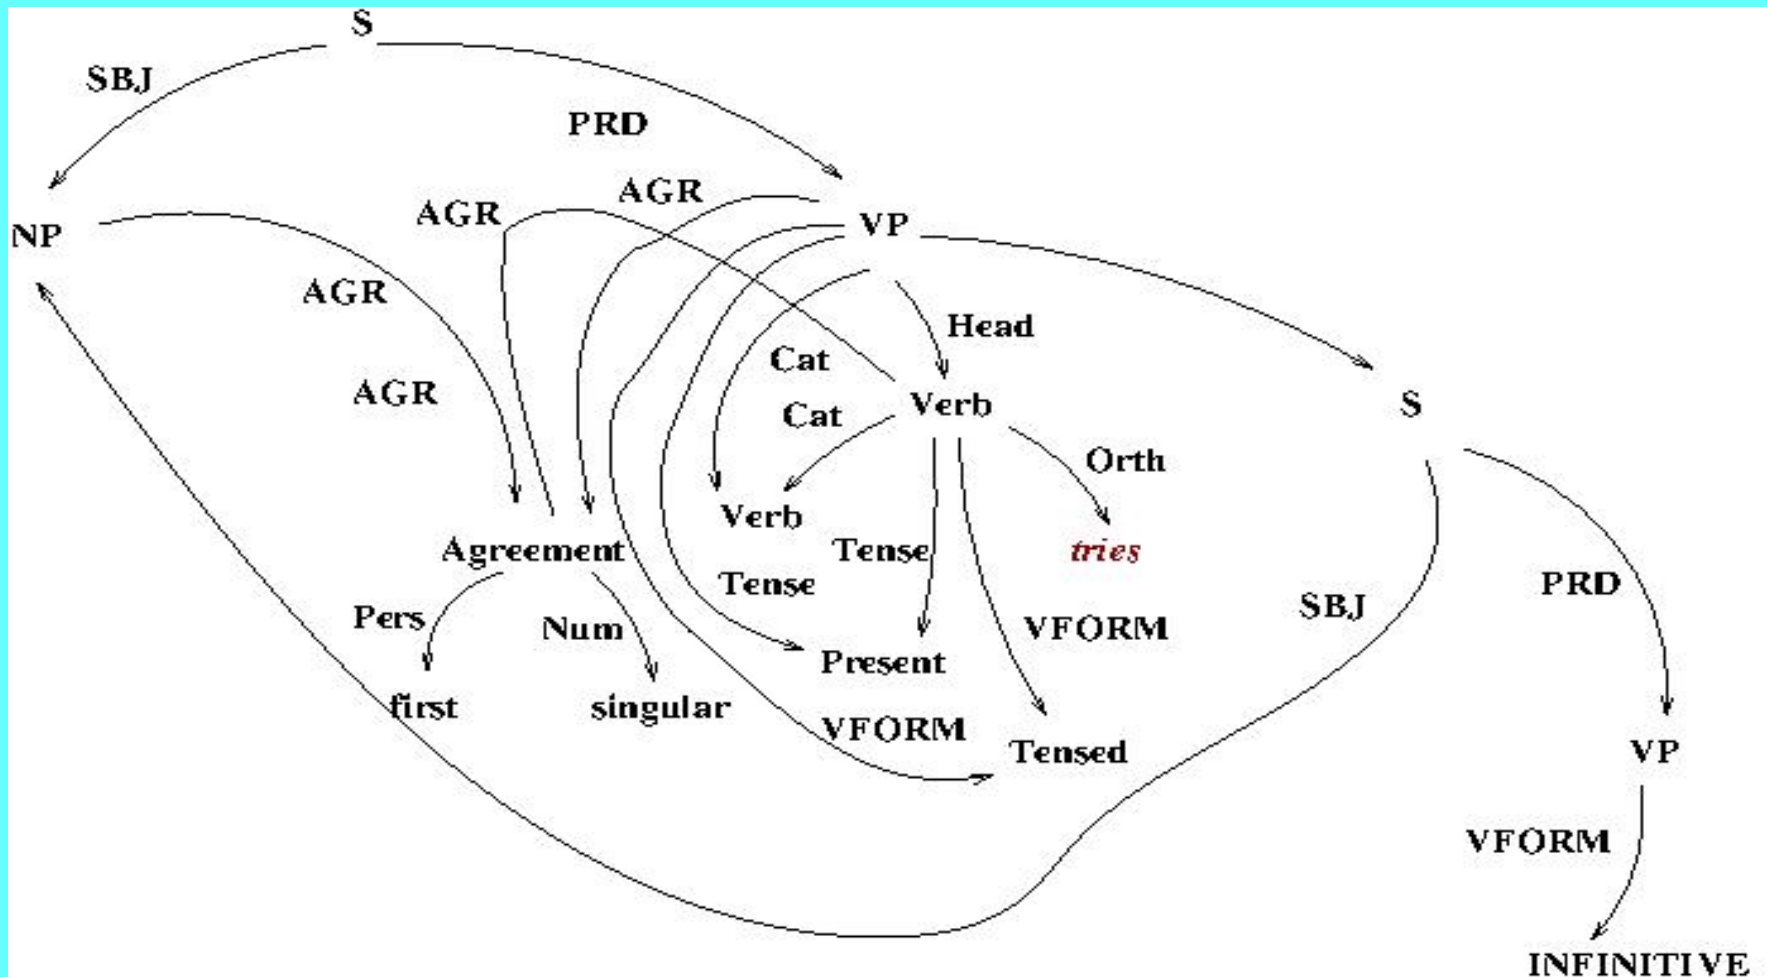 S
SBJ
PRD
AGR
AGR
VP
NP
AGR
Head
Cat
AGR
Verb
S
Cat
Orth
Verb
Agreement
Tense
tries
Tense
PRD
Pers
Num
SBJ
VFORM
Present
first
singular
VFORM
Tensed
VP
VFORM
INFINITIVE